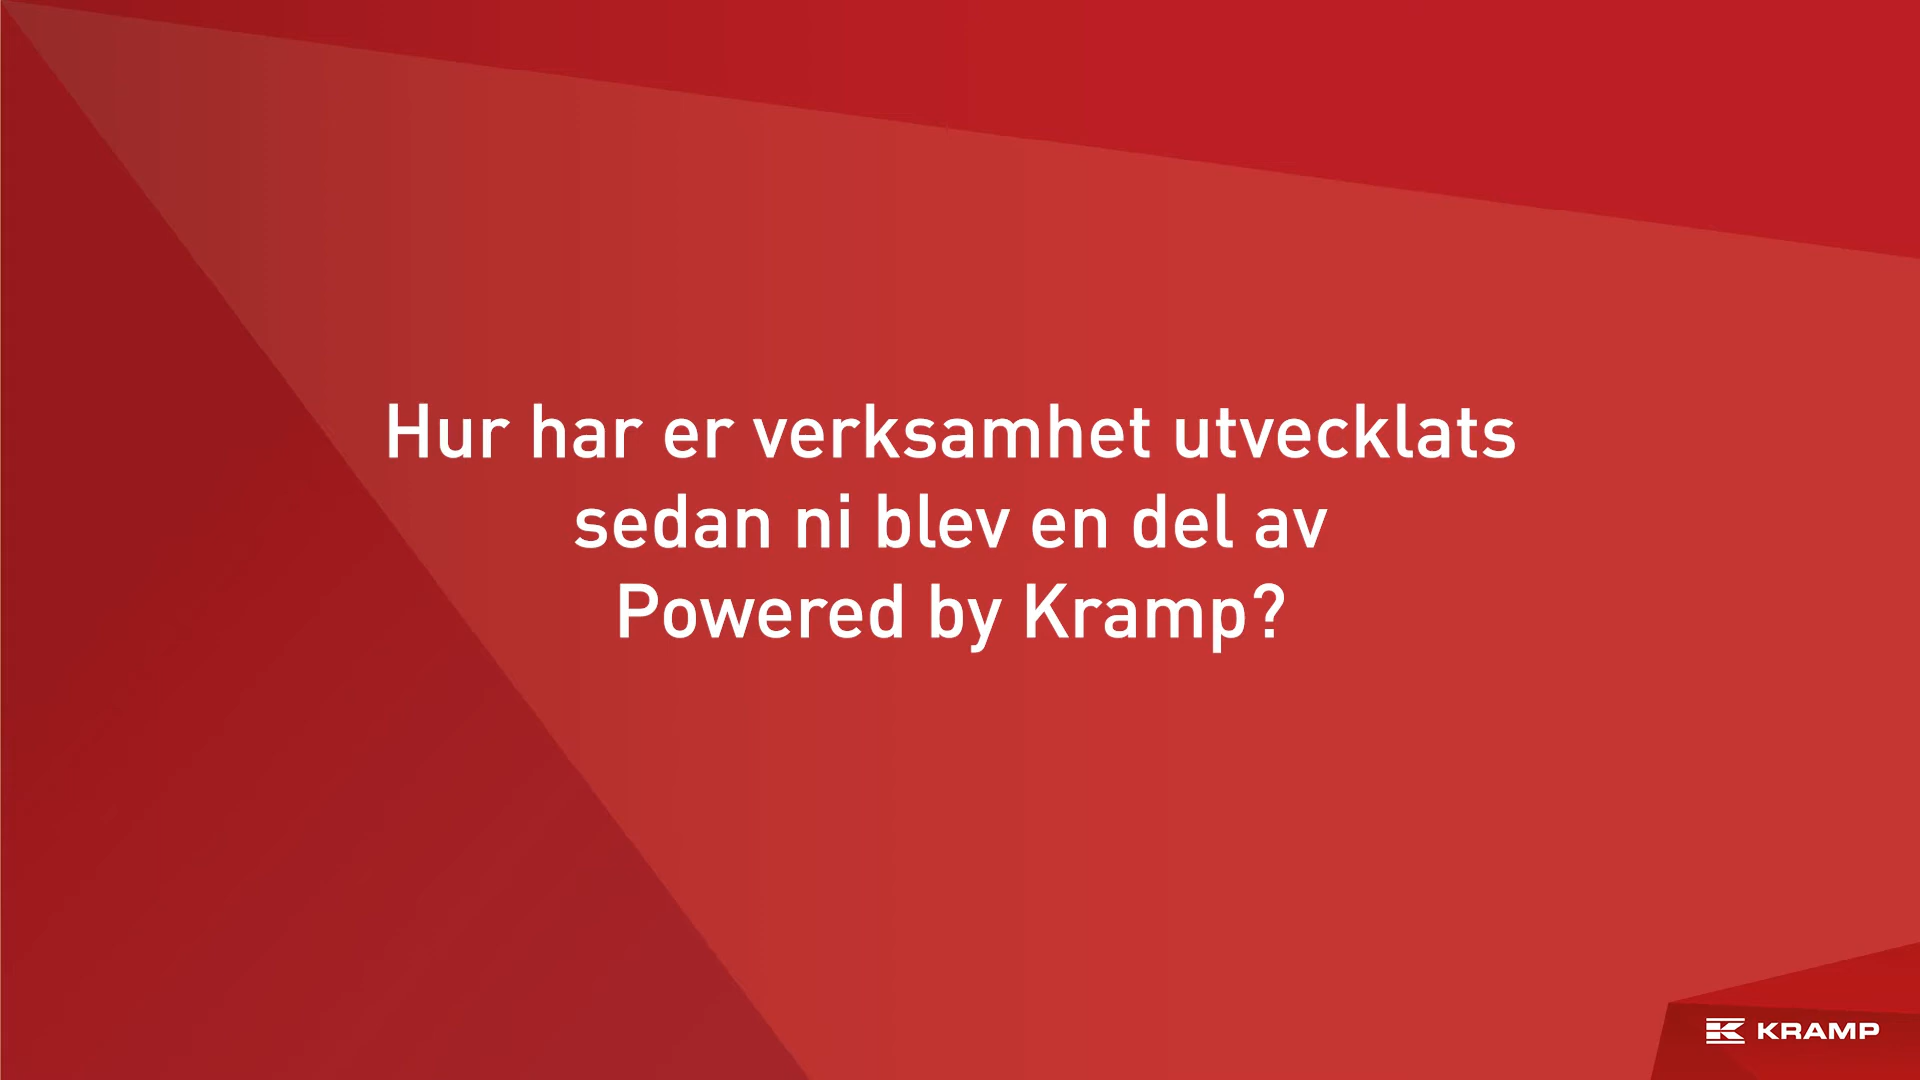 Hur har er verksamhet utvecklats
sedan ni blev en del av
Powered by Kramp?
KRAMP